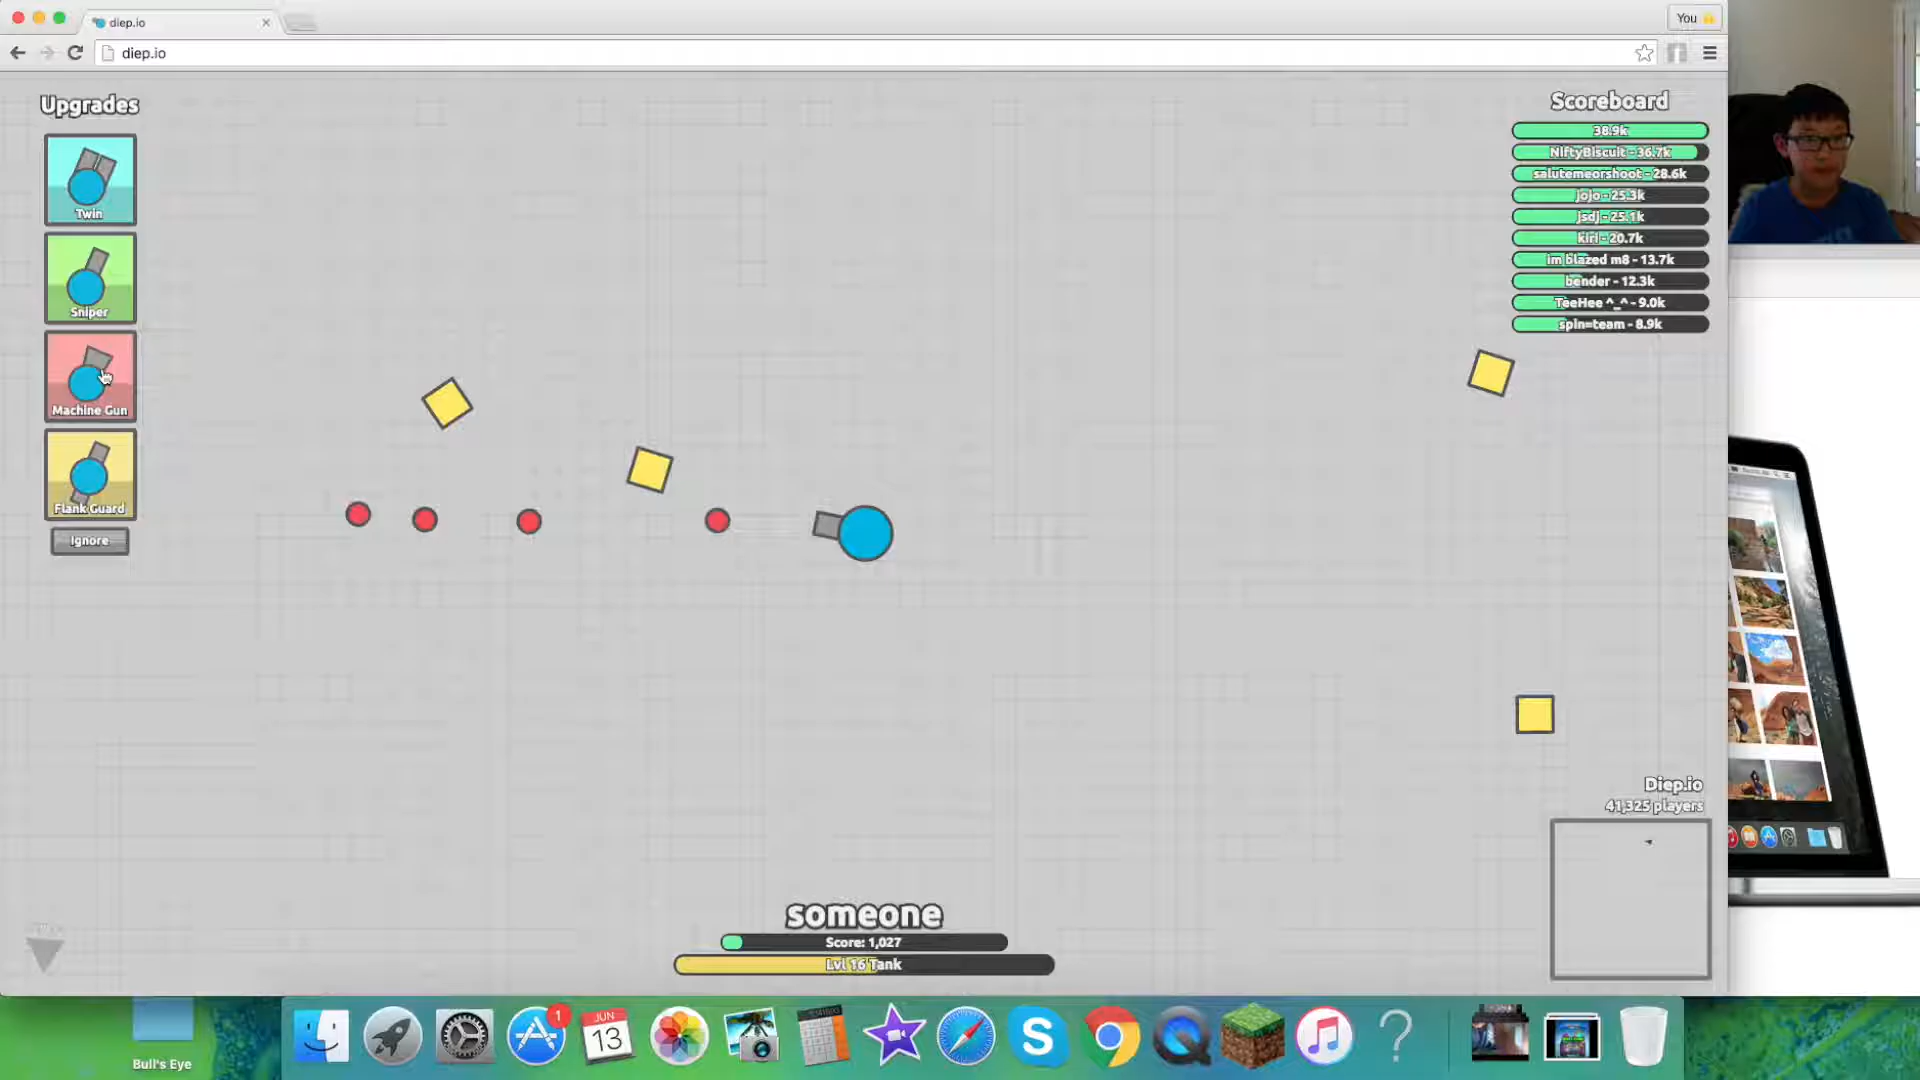 diep.io
You
diep.io
Upgrades
Twin
Sniper
Machine Gun
Flank Guard
Ignore
Scoreboard
38.9k
NiftyBiscuit - 36.7k
salutemeorshoot - 28.6k
jojo - 25.3k
jsdj - 25.1k
kiri - 20.7k
im blazed m8 - 13.7k
bender - 12.3k
TeeHee ^_^ - 9.0k
spin=team - 8.9k
Diep.io
41,325 players
someone
Score: 1,027
Lvl 16 Tank
1
JUN
13
Bull's Eye